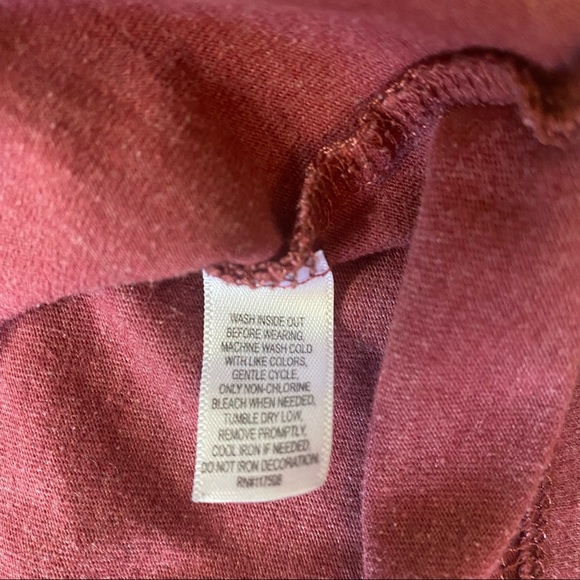 WASH INSIDE OUT
BEFORE WEARING,
MACHINE WASH COLD
WITH LIKE COLORS,
GENTLE CYCLE,
ONLY NON-CHLORINE
BLEACH WHEN NEEDED,
TUMBLE DRY LOW,
REMOVE PROMPTLY,
COOL IRON IF NEEDED.
DO NOT IRON DECORATION.
RN#117508